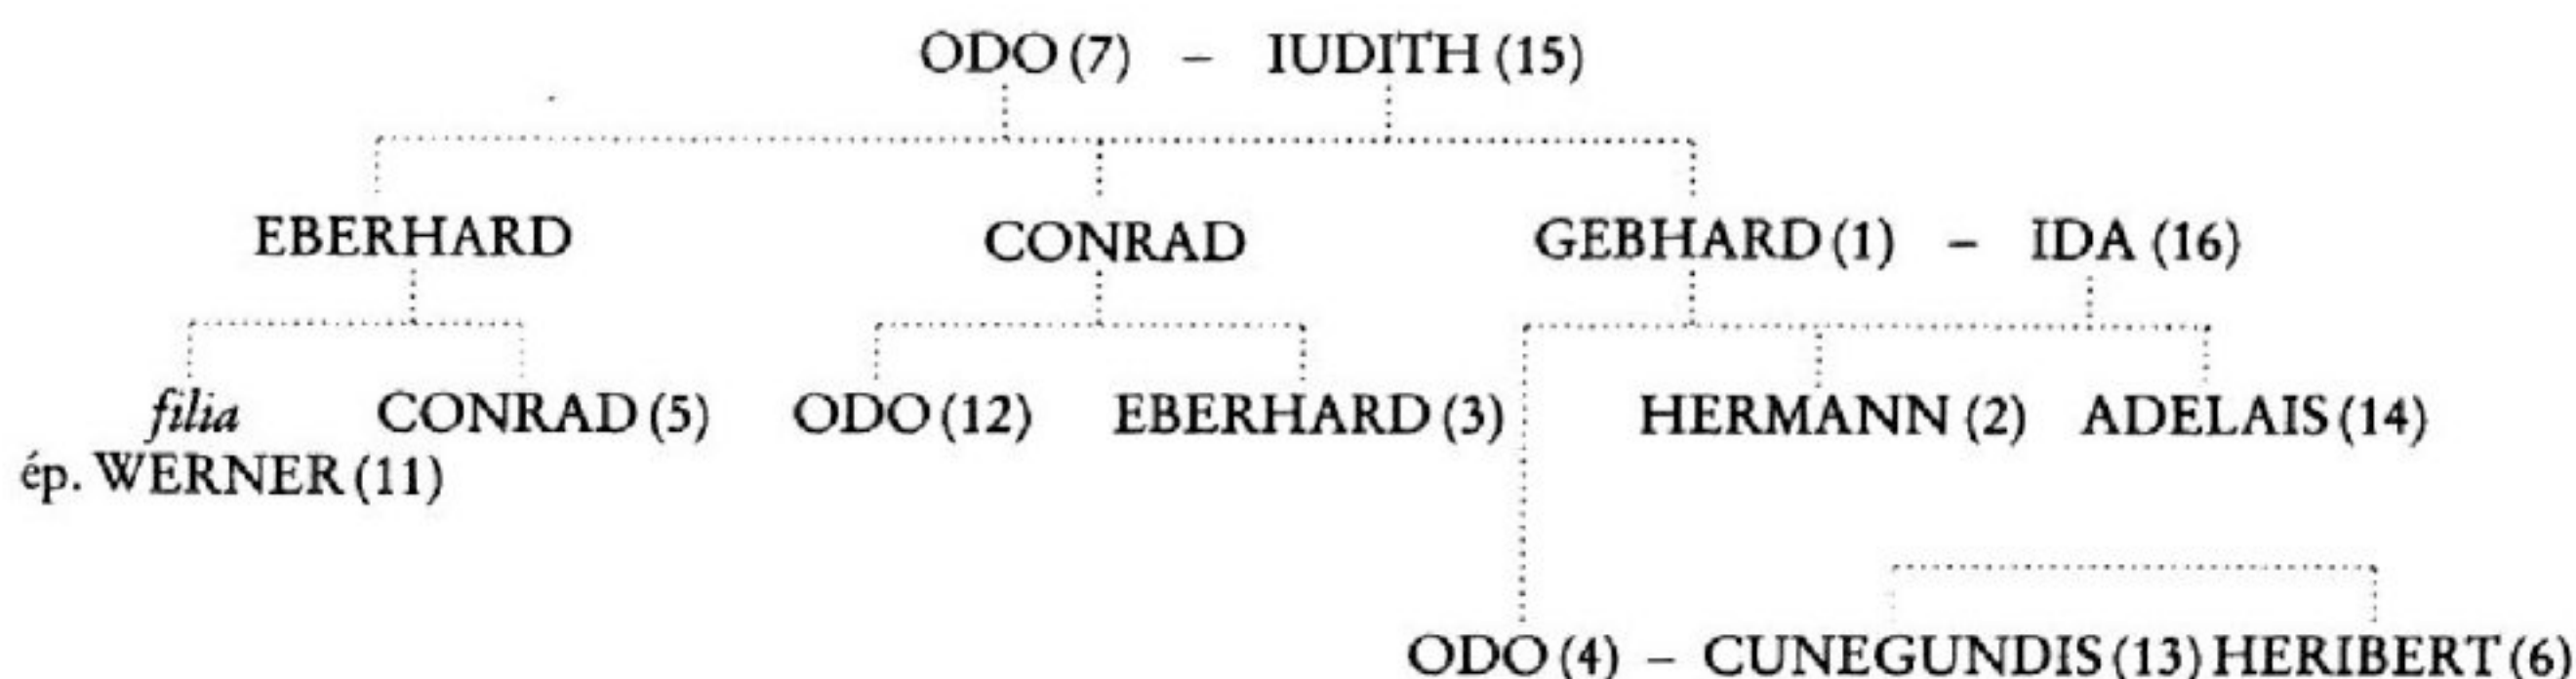 ODO (7) – IUDITH (15)
EBERHARD CONRAD GEBHARD (1) – IDA (16)
filia CONRAD (5) ODO (12) EBERHARD (3) HERMANN (2) ADELAIS (14)
ép. WERNER (11)
ODO (4) – CUNEGUNDIS (13) HERIBERT (6)